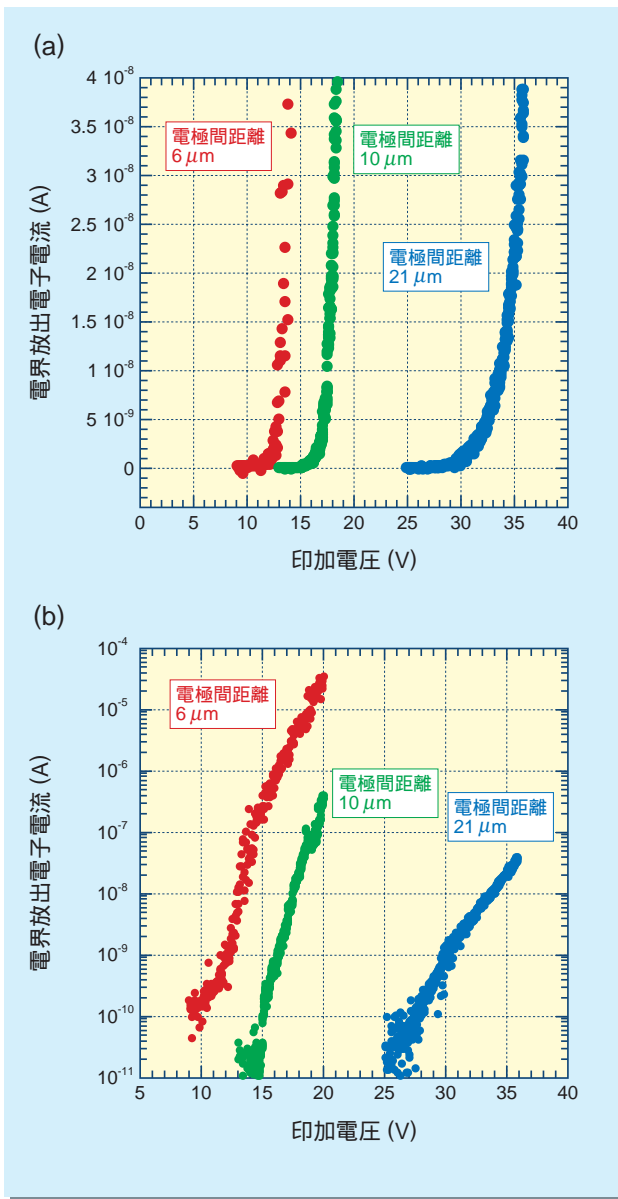 (a)
4 10⁻⁸
3.5 10⁻⁸
3 10⁻⁸
2.5 10⁻⁸
2 10⁻⁸
1.5 10⁻⁸
1 10⁻⁸
5 10⁻⁹
0
電界放出電子電流 (A)
電極間距離
6 μm
電極間距離
10 μm
電極間距離
21 μm
0 5 10 15 20 25 30 35 40
印加電圧 (V)
(b)
10⁻⁴
10⁻⁵
10⁻⁶
10⁻⁷
10⁻⁸
10⁻⁹
10⁻¹⁰
10⁻¹¹
電界放出電子電流 (A)
電極間距離
6 μm
電極間距離
10 μm
電極間距離
21 μm
5 10 15 20 25 30 35 40
印加電圧 (V)